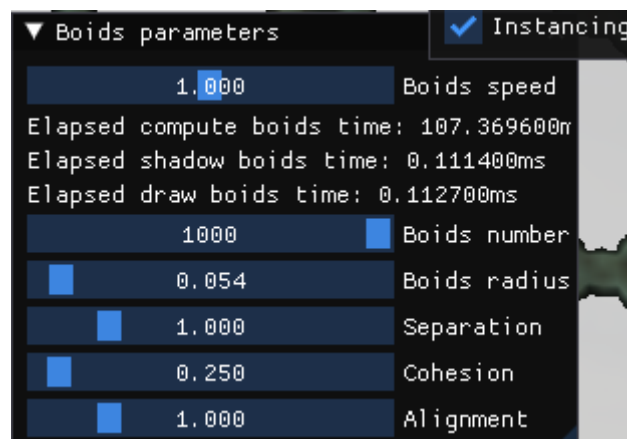 ▼ Boids parameters
Instancing
1.000 Boids speed
Elapsed compute boids time: 107.369600m
Elapsed shadow boids time: 0.111400ms
Elapsed draw boids time: 0.112700ms
1000 Boids number
0.054 Boids radius
1.000 Separation
0.250 Cohesion
1.000 Alignment